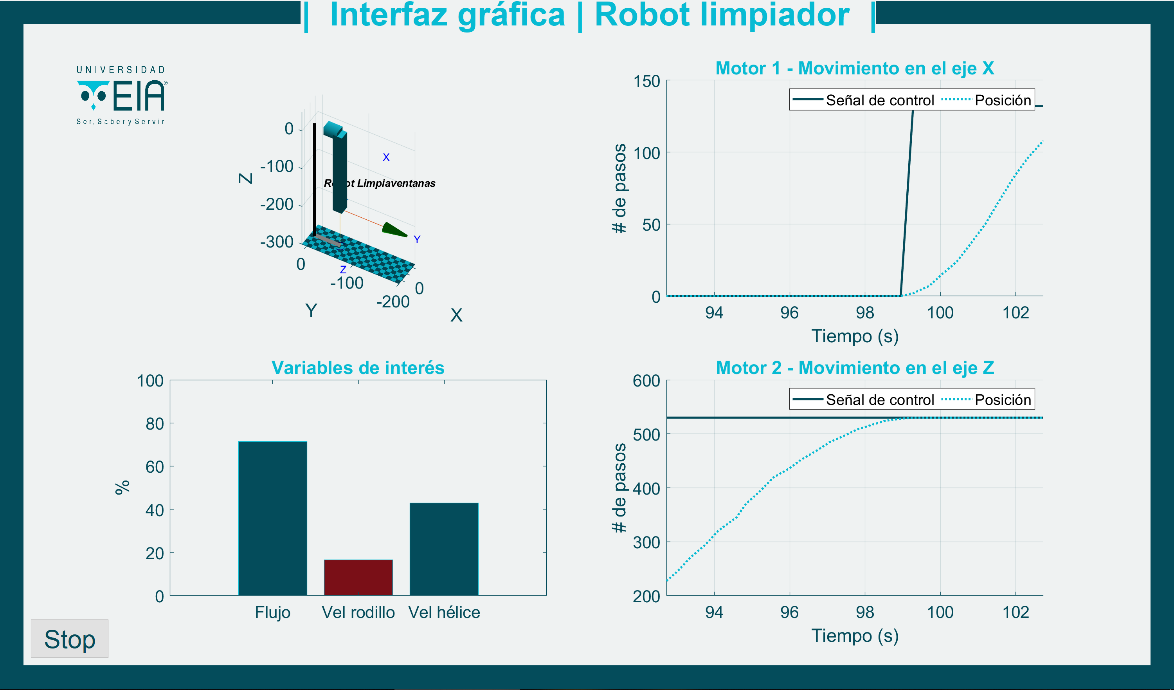 | Interfaz gráfica | Robot limpiador |
UNIVERSIDAD
EIA
Ser, Saber y Servir
0
-100
-200
-300
Z
X
Robot Limpiaventanas
Y
Z
0
-100
-200
0
Y
X
Motor 1 - Movimiento en el eje X
Señal de control Posición
150
100
50
0
# de pasos
94 96 98 100 102
Tiempo (s)
Variables de interés
100
80
60
40
20
0
%
Flujo Vel rodillo Vel hélice
Motor 2 - Movimiento en el eje Z
Señal de control Posición
600
500
400
300
200
# de pasos
94 96 98 100 102
Tiempo (s)
Stop